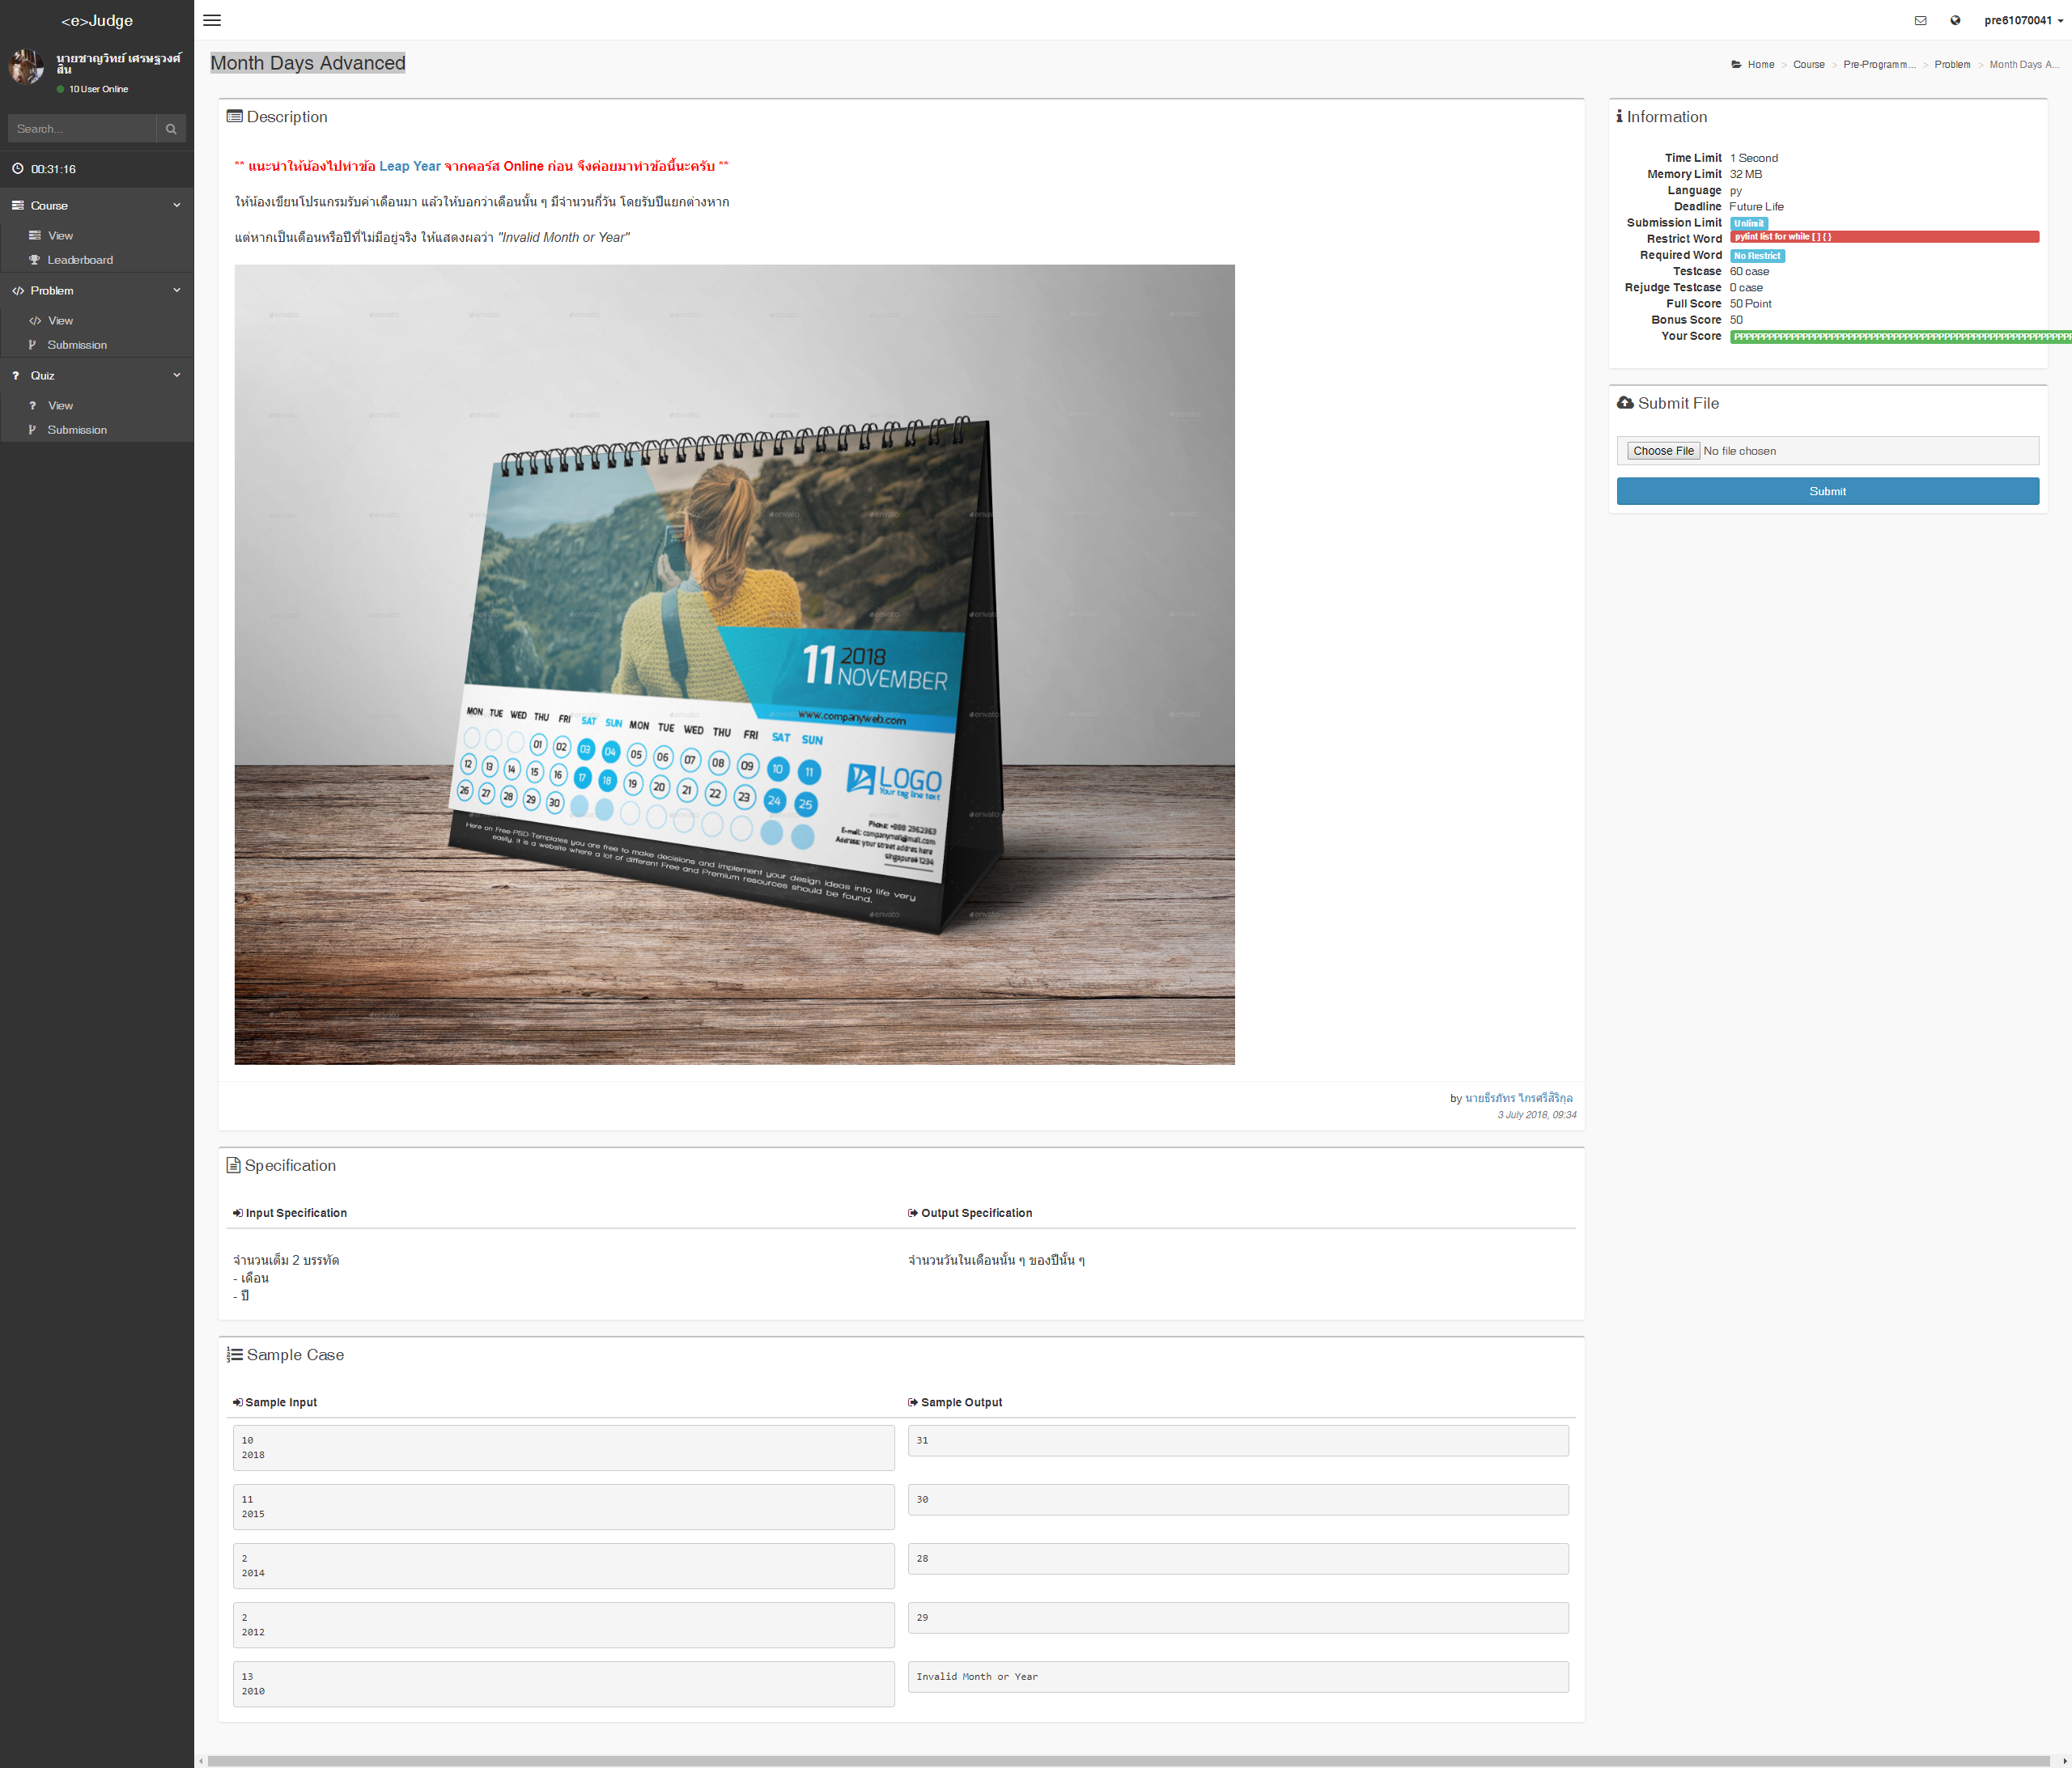 <e>Judge
pre61070041
นายชาญวิทย์ เศรษฐวงศ์
สิน
10 User Online
Search...
00:31:16
Course
View
Leaderboard
Problem
View
Submission
Quiz
View
Submission
Month Days Advanced
Home > Course > Pre-Programm... > Problem > Month Days A...
Description
** แนะนำให้น้องไปทำข้อ Leap Year จากคอร์ส Online ก่อน จึงค่อยมาทำข้อนี้นะครับ **
ให้น้องเขียนโปรแกรมรับค่าเดือนมา แล้วให้บอกว่าเดือนนั้น ๆ มีจำนวนกี่วัน โดยรับปีแยกต่างหาก
แต่หากเป็นเดือนหรือปีที่ไม่มีอยู่จริง ให้แสดงผลว่า "Invalid Month or Year"
11 2018
NOVEMBER
www.companyweb.com
MON TUE WED THU FRI SAT SUN MON TUE WED THU FRI SAT SUN
01 02 03 04 05 06 07 08 09 10 11
12 13 14 15 16 17 18 19 20 21 22 23 24 25
26 27 28 29 30
LOGO
Your tag line text
Phone: +999 2962963
E-mail: companymail@mail.com
Address: your street addres here
singapura# 1234
Here on Free-PSD-Templates you are free to make decisions and implement your design ideas into life very
easily, it is a website where a lot of different Free and Premium resources should be found.
by นายธีรภัทร ไกรศรีสิริกุล
3 July 2018, 09:34
Specification
Input Specification
Output Specification
จำนวนเต็ม 2 บรรทัด
- เดือน
- ปี
จำนวนวันในเดือนนั้น ๆ ของปีนั้น ๆ
Sample Case
Sample Input
Sample Output
10
2018
31
11
2015
30
2
2014
28
2
2012
29
13
2010
Invalid Month or Year
Information
Time Limit 1 Second
Memory Limit 32 MB
Language py
Deadline Future Life
Submission Limit Unlimit
Restrict Word pylint list for while [ ] { }
Required Word No Restrict
Testcase 60 case
Rejudge Testcase 0 case
Full Score 50 Point
Bonus Score 50
Your Score
Submit File
Choose File No file chosen
Submit